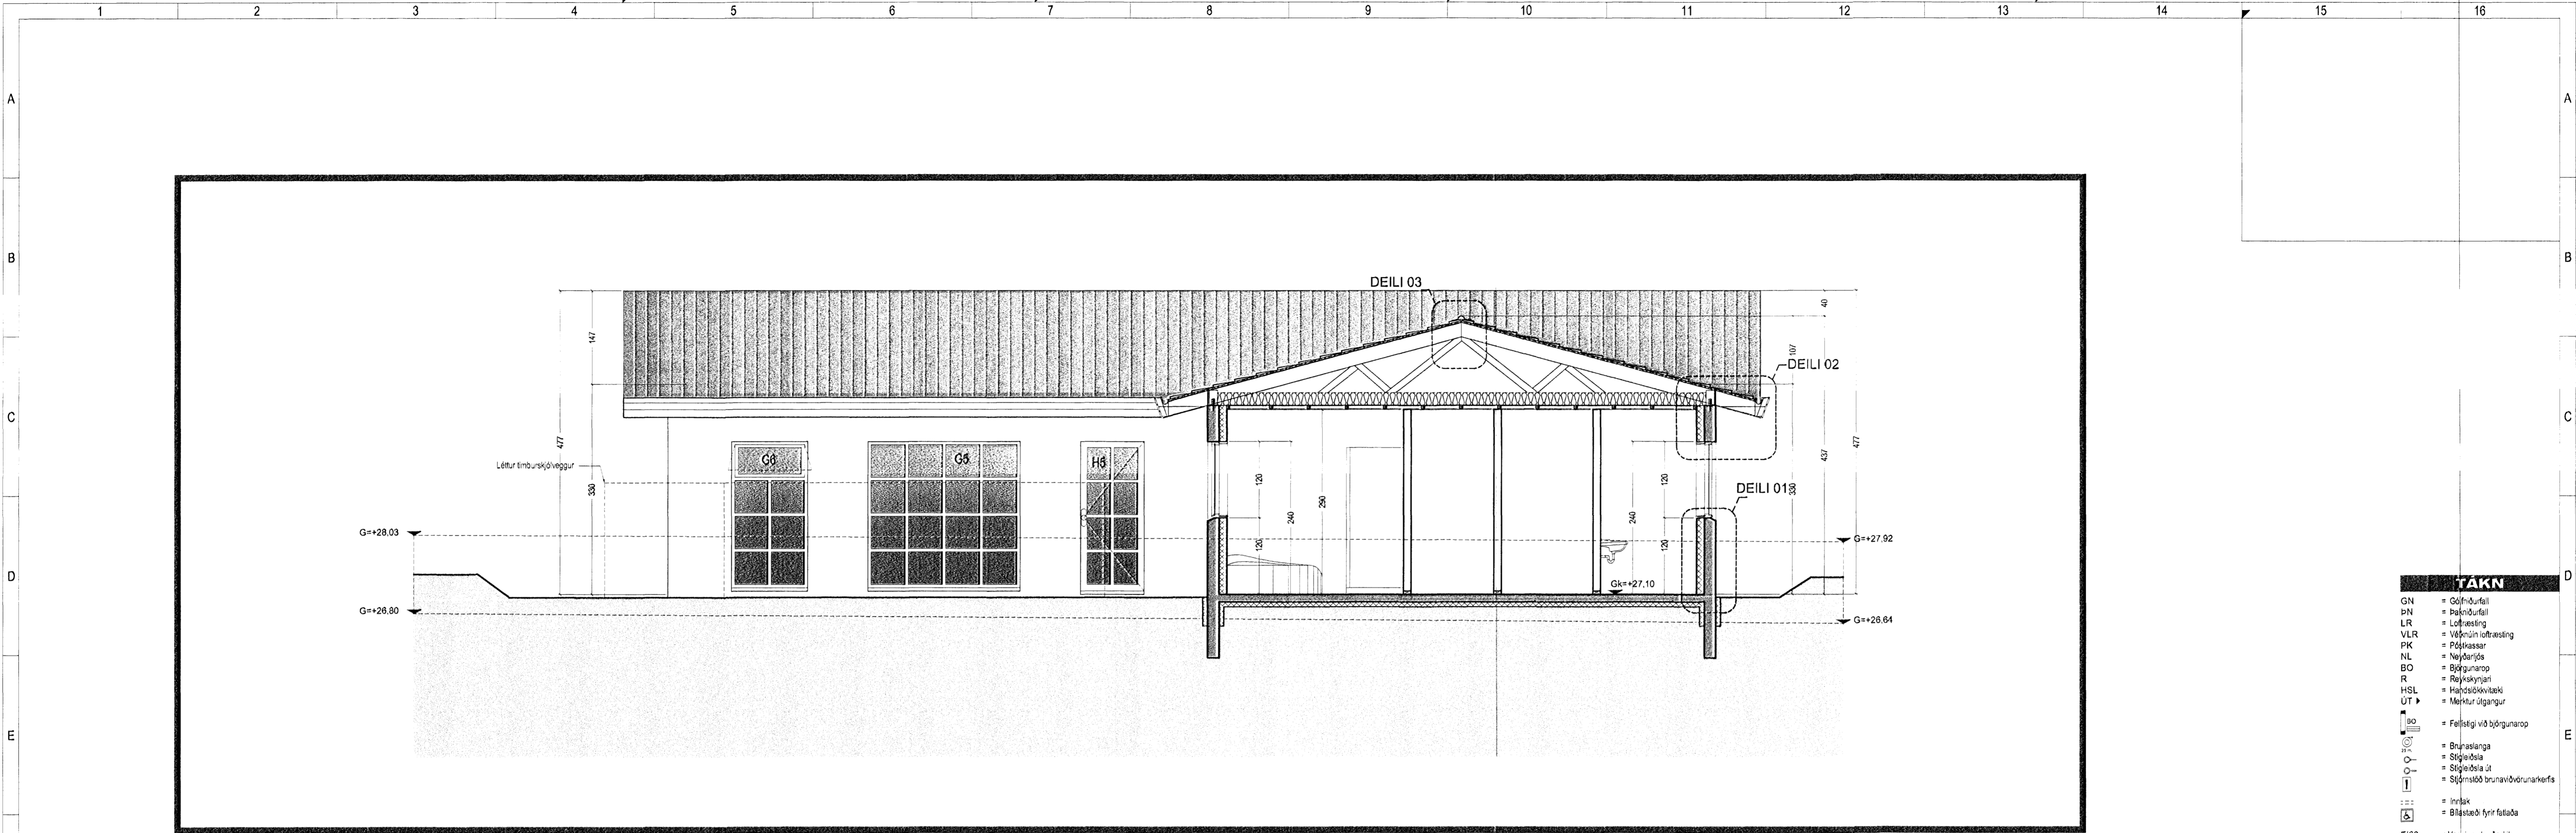 1 2 3 4 5 6 7 8 9 10 11 12 13 14 15 16
A A
B B
DEILI 03
40
147
107
DEILI 02
C C
477
437
477
G6 G5 H5
Léttur timburskjólveggur
330
120
240
290
240
120
330
DEILI 01
G=+28,03
G=+27,92
120
120
D D
Gk=+27,10
G=+26,80
G=+26,64
TÁKN
GN = Gólfniðurfall
ÞN = Þakniðurfall
LR = Loftræsting
VLR = Vélknúin loftræsting
PK = Póstkassar
NL = Neyðarljós
BO = Björgunarop
R = Reykskynjari
HSL = Handslökkvitæki
ÚT = Merktur útgangur
BO = Fellistigi við björgunarop
E E
= Brunaslanga
= Stigleiðsla
= Stigleiðsla út
= Stjórnstöð brunaviðvörunarkerfis
= Inntak
= Bílastæði fyrir fatlaða